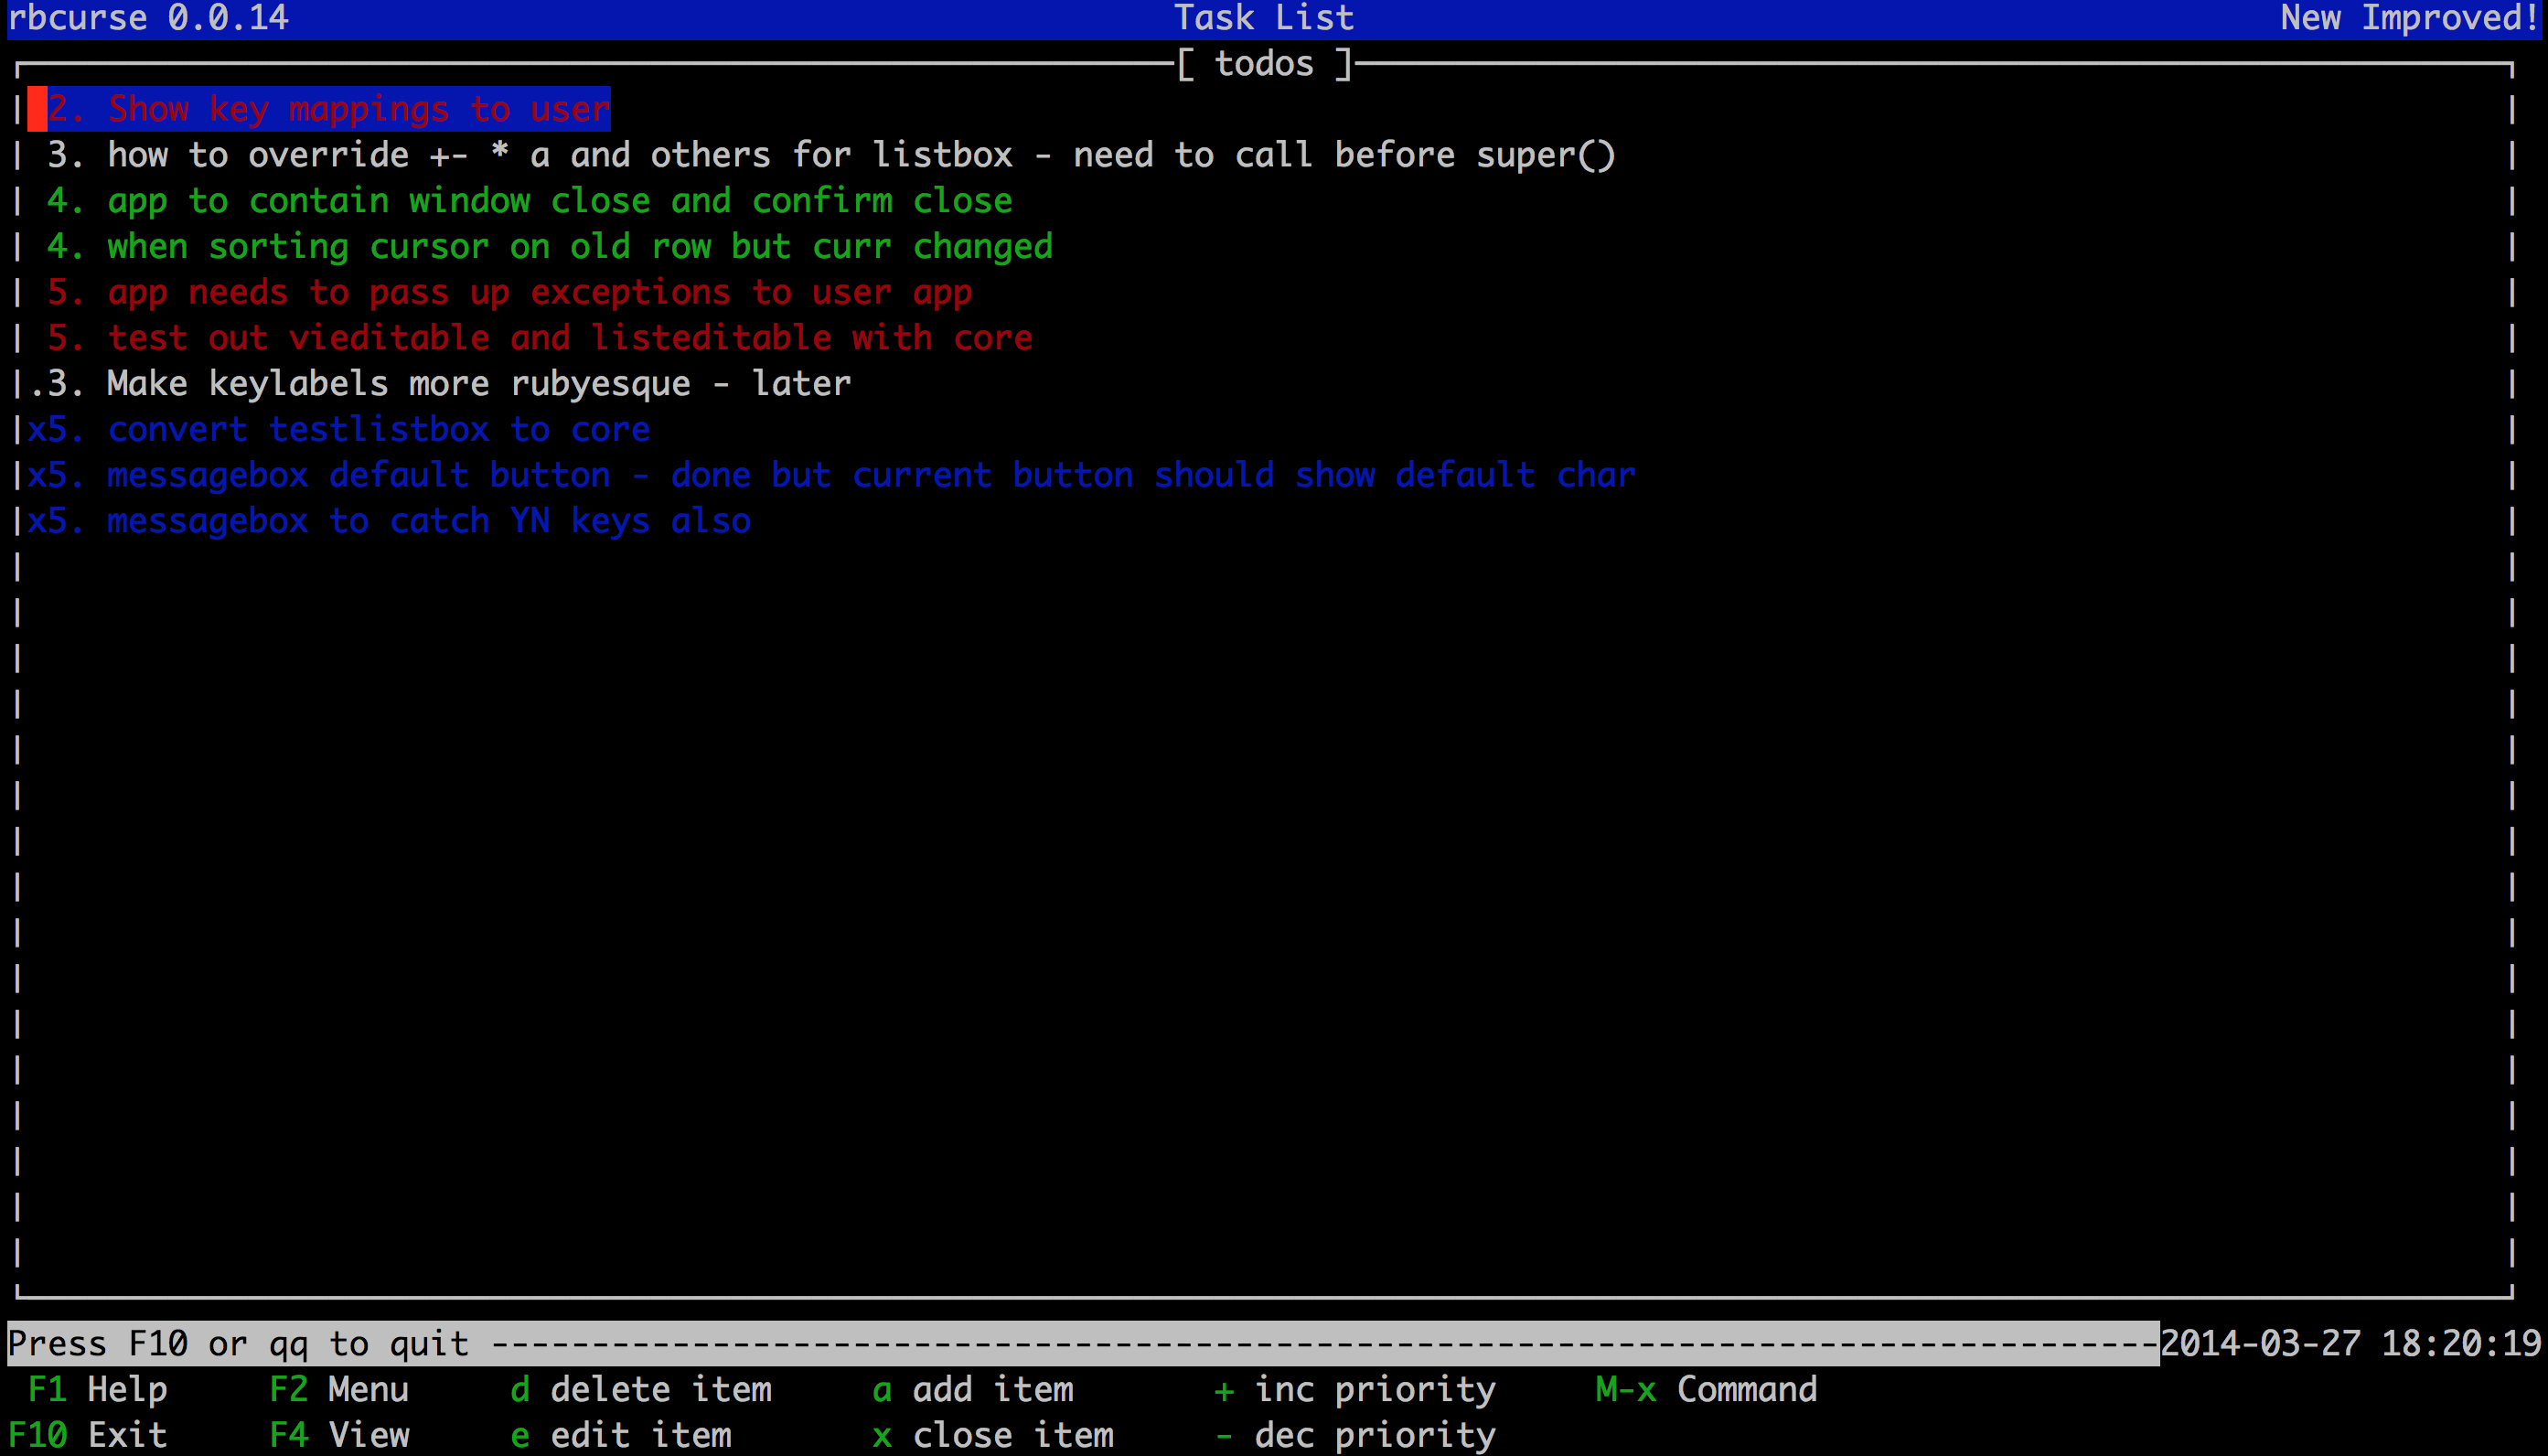 rbcurse 0.0.14 Task List New Improved!
[ todos ]
2. Show key mappings to user
3. how to override +- * a and others for listbox - need to call before super()
4. app to contain window close and confirm close
4. when sorting cursor on old row but curr changed
5. app needs to pass up exceptions to user app
5. test out vieditable and listeditable with core
.3. Make keylabels more rubyesque - later
x5. convert testlistbox to core
x5. messagebox default button - done but current button should show default char
x5. messagebox to catch YN keys also
Press F10 or qq to quit -----------------------------------------------------------------------------------2014-03-27 18:20:19
F1 Help F2 Menu d delete item a add item + inc priority M-x Command
F10 Exit F4 View e edit item x close item - dec priority